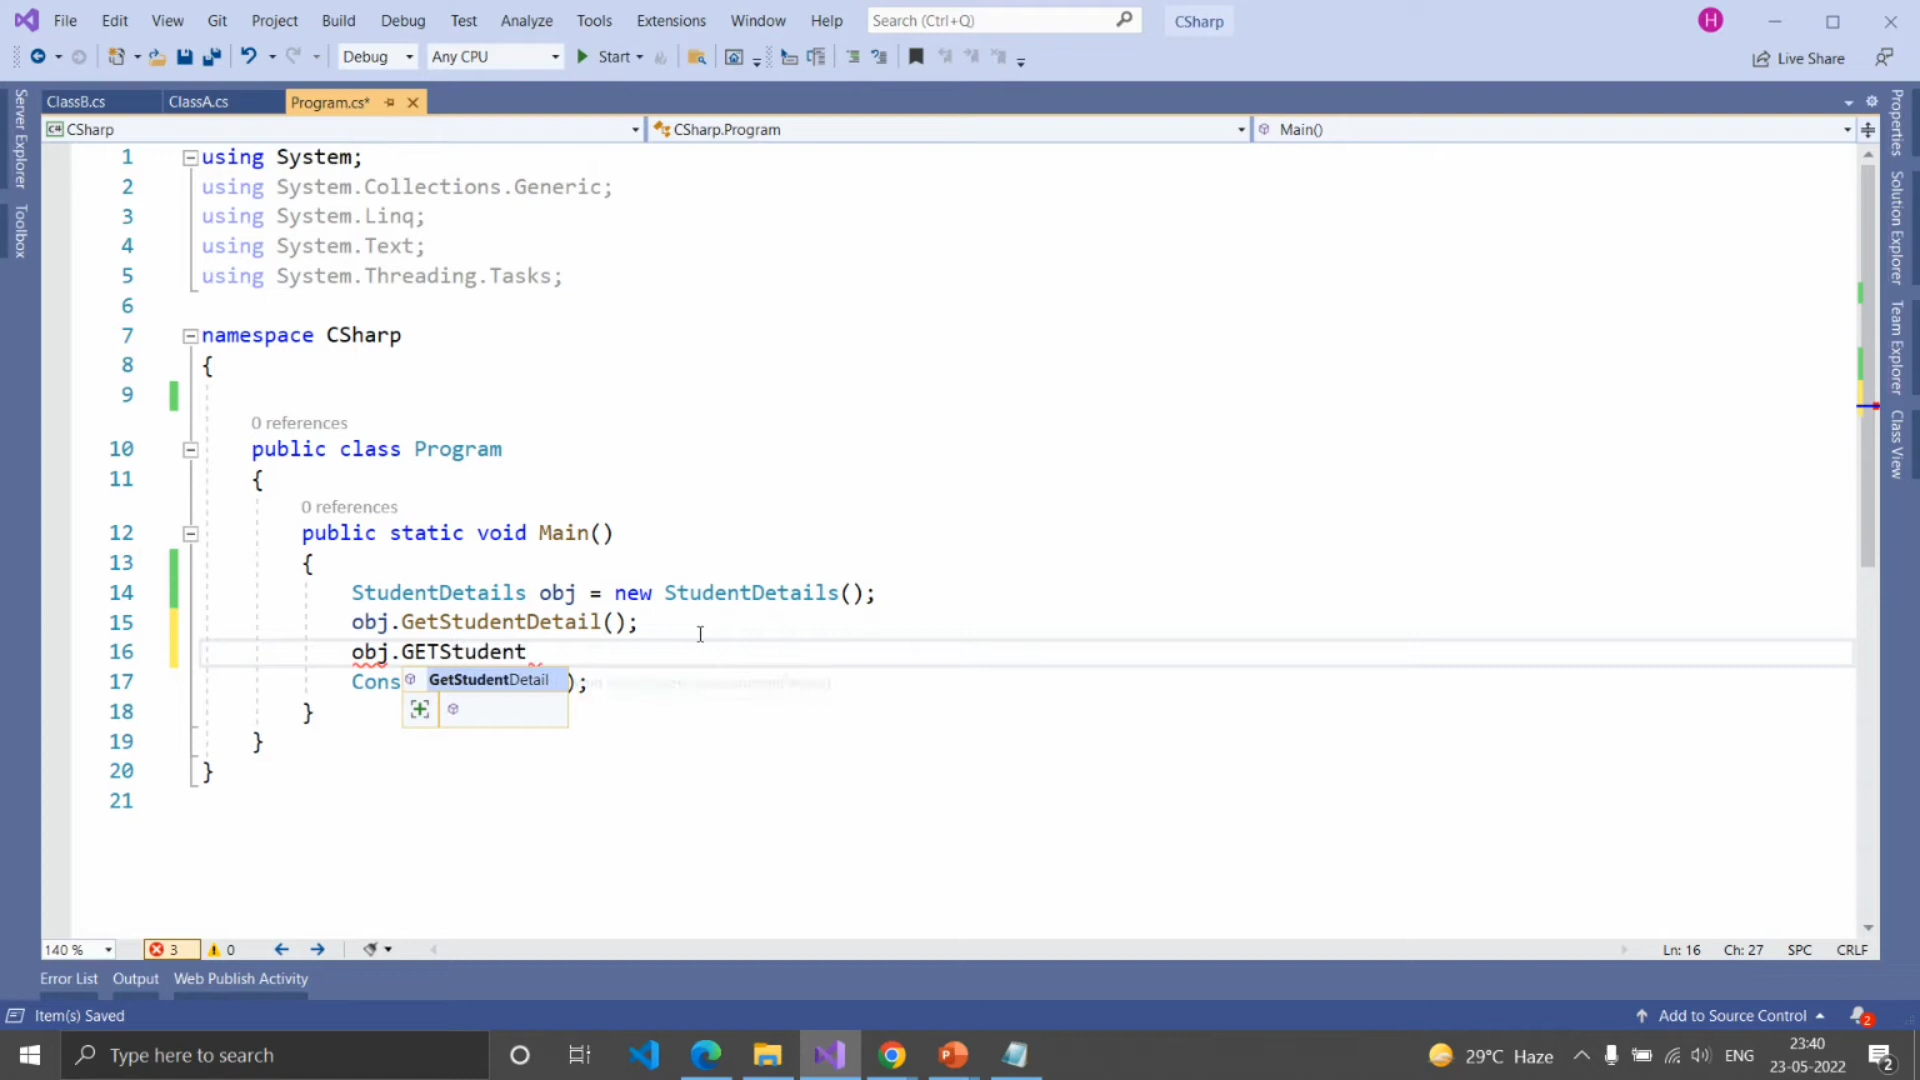 File Edit View Git Project Build Debug Test Analyze Tools Extensions Window Help Search (Ctrl+Q) CSharp H
Debug Any CPU Start Live Share
ClassB.cs ClassA.cs Program.cs*
C# CSharp CSharp.Program Main()
Server Explorer
Toolbox
Properties
Solution Explorer
Team Explorer
Class View
1 using System;
2 using System.Collections.Generic;
3 using System.Linq;
4 using System.Text;
5 using System.Threading.Tasks;
6
7 namespace CSharp
8 {
9
0 references
10 public class Program
11 {
0 references
12 public static void Main()
13 {
14 StudentDetails obj = new StudentDetails();
15 obj.GetStudentDetail();
16 obj.GETStudent
17 Cons );
GetStudentDetail
18 }
19 }
20 }
21
140 % 3 0 Ln: 16 Ch: 27 SPC CRLF
Error List Output Web Publish Activity
Item(s) Saved Add to Source Control 2
Type here to search 29°C Haze ENG 23:40
23-05-2022 2